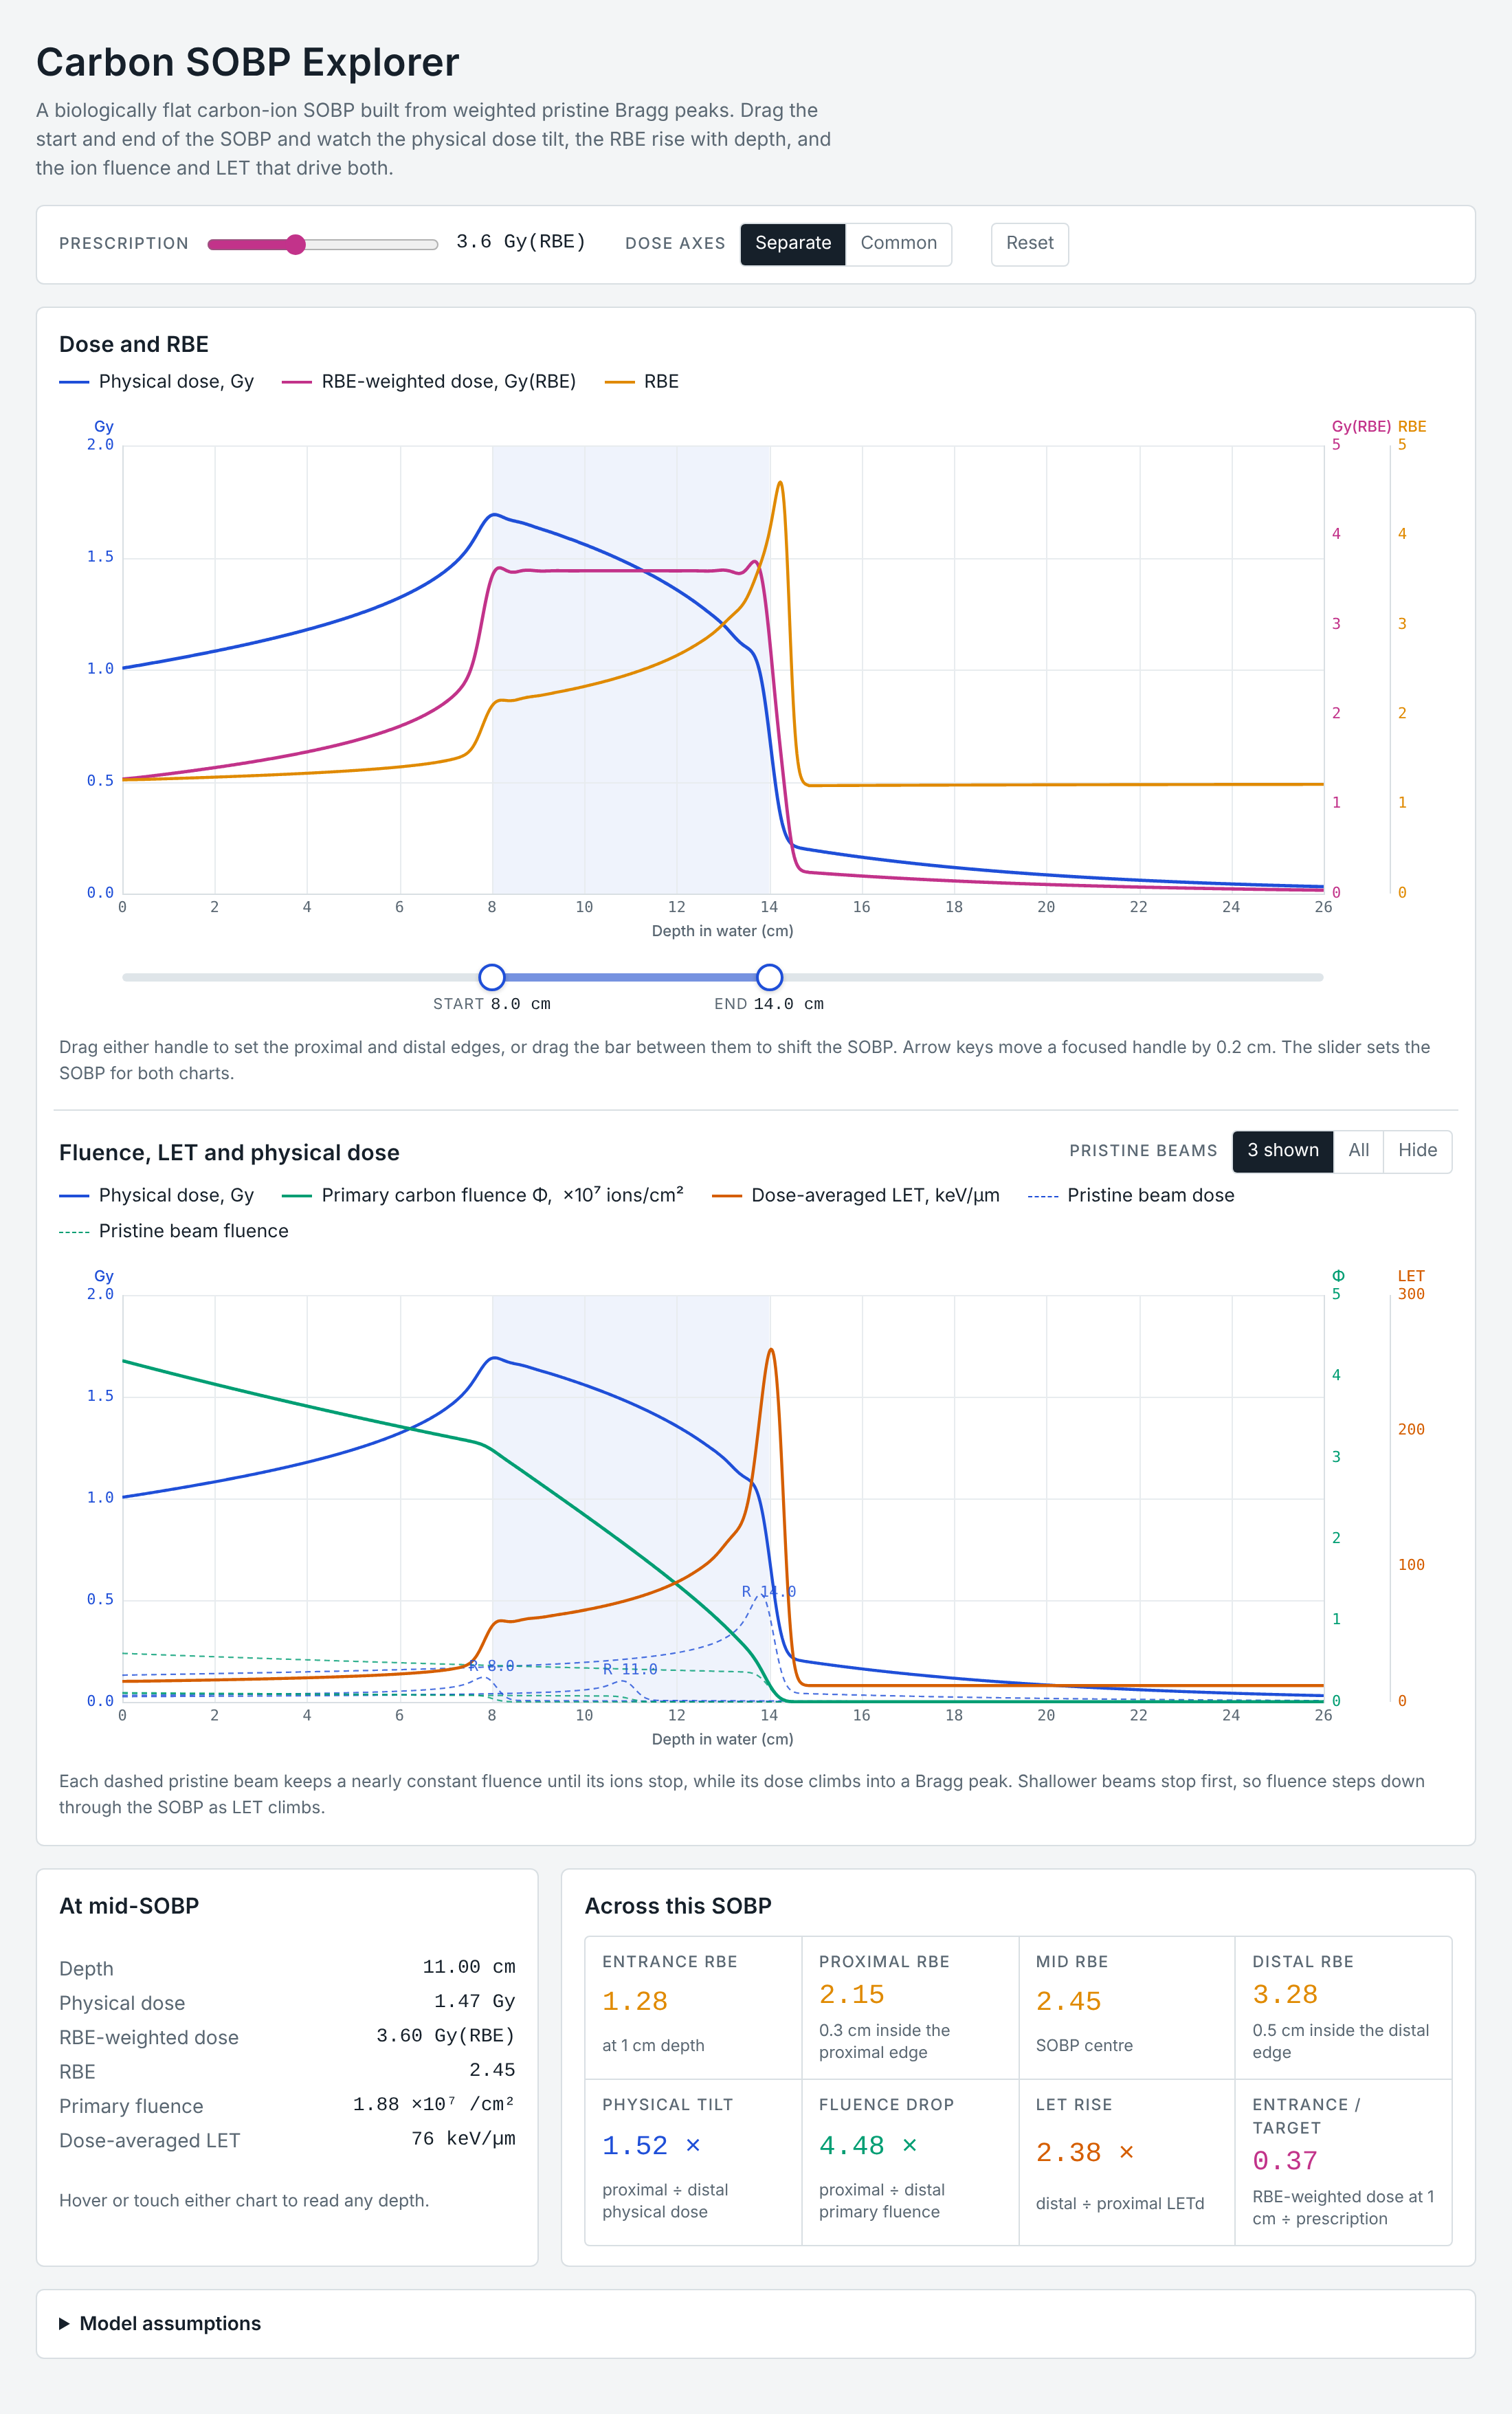 Carbon SOBP Explorer
A biologically flat carbon-ion SOBP built from weighted pristine Bragg peaks. Drag the
start and end of the SOBP and watch the physical dose tilt, the RBE rise with depth, and
the ion fluence and LET that drive both.
PRESCRIPTION 3.6 Gy(RBE) DOSE AXES Separate Common Reset
Dose and RBE
Physical dose, Gy RBE-weighted dose, Gy(RBE) RBE
Gy Gy(RBE) RBE
2.0 5 5
4 4
1.5
3 3
1.0
2 2
0.5
1 1
0.0 0 0
0 2 4 6 8 10 12 14 16 18 20 22 24 26
Depth in water (cm)
START 8.0 cm END 14.0 cm
Drag either handle to set the proximal and distal edges, or drag the bar between them to shift the SOBP. Arrow keys move a focused handle by 0.2 cm. The slider sets the
SOBP for both charts.
Fluence, LET and physical dose PRISTINE BEAMS 3 shown All Hide
Physical dose, Gy Primary carbon fluence Φ, ×10⁷ ions/cm² Dose-averaged LET, keV/µm Pristine beam dose
Pristine beam fluence
Gy Φ LET
2.0 5 300
1.5 4
200
3
1.0
2
100
R 14.0
0.5 1
R 8.0 R 11.0
0.0 0 0
0 2 4 6 8 10 12 14 16 18 20 22 24 26
Depth in water (cm)
Each dashed pristine beam keeps a nearly constant fluence until its ions stop, while its dose climbs into a Bragg peak. Shallower beams stop first, so fluence steps down
through the SOBP as LET climbs.
At mid-SOBP
Depth 11.00 cm
Physical dose 1.47 Gy
RBE-weighted dose 3.60 Gy(RBE)
RBE 2.45
Primary fluence 1.88 ×10⁷ /cm²
Dose-averaged LET 76 keV/µm
Hover or touch either chart to read any depth.
Across this SOBP
ENTRANCE RBE
1.28
at 1 cm depth
PROXIMAL RBE
2.15
0.3 cm inside the
proximal edge
MID RBE
2.45
SOBP centre
DISTAL RBE
3.28
0.5 cm inside the distal
edge
PHYSICAL TILT
1.52 ×
proximal ÷ distal
physical dose
FLUENCE DROP
4.48 ×
proximal ÷ distal
primary fluence
LET RISE
2.38 ×
distal ÷ proximal LETd
ENTRANCE /
TARGET
0.37
RBE-weighted dose at 1
cm ÷ prescription
Model assumptions